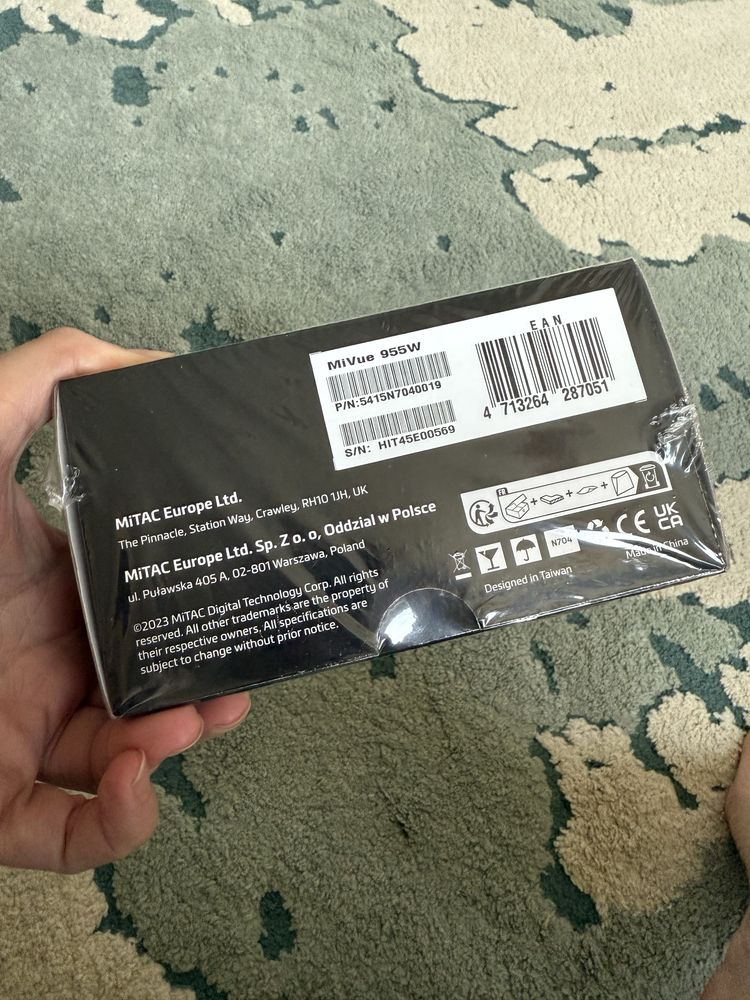 MiVue 955W
P/N:5415N7040019
S/N: HIT45E00569
EAN
4 713264 287051
MiTAC Europe Ltd.
The Pinnacle, Station Way, Crawley, RH10 1JH, UK
MiTAC Europe Ltd. Sp. Z o. o, Oddzial w Polsce
ul. Puławska 405 A, 02-801 Warszawa, Poland
©2023 MiTAC Digital Technology Corp. All rights
reserved. All other trademarks are the property of
their respective owners. All specifications are
subject to change without prior notice.
FR
N704
CE
UK
CA
Designed in Taiwan
Made in China